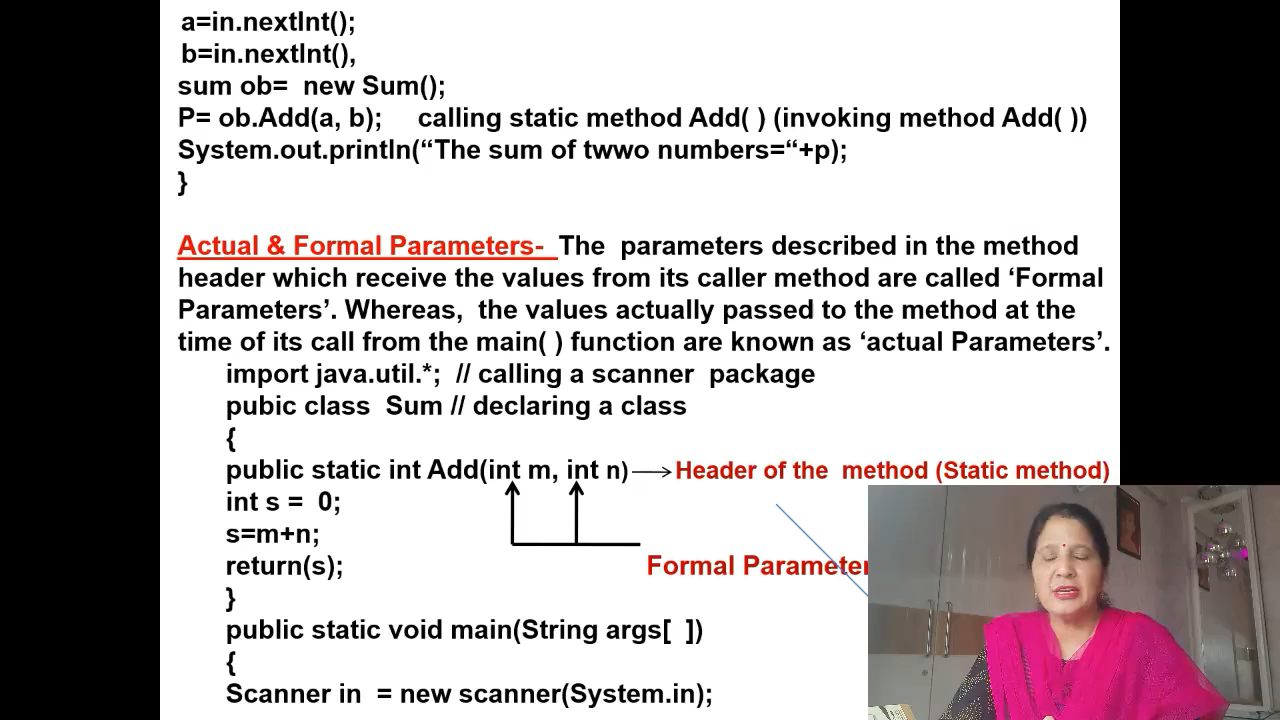 a=in.nextInt();
b=in.nextInt(),
sum ob= new Sum();
P= ob.Add(a, b); calling static method Add( ) (invoking method Add( ))
System.out.println(“The sum of twwo numbers=“+p);
}
Actual & Formal Parameters- The parameters described in the method
header which receive the values from its caller method are called ‘Formal
Parameters’. Whereas, the values actually passed to the method at the
time of its call from the main( ) function are known as ‘actual Parameters’.
import java.util.*; // calling a scanner package
pubic class Sum // declaring a class
{
public static int Add(int m, int n) Header of the method (Static method)
int s = 0;
s=m+n;
return(s); Formal Parameter
}
public static void main(String args[ ])
{
Scanner in = new scanner(System.in);